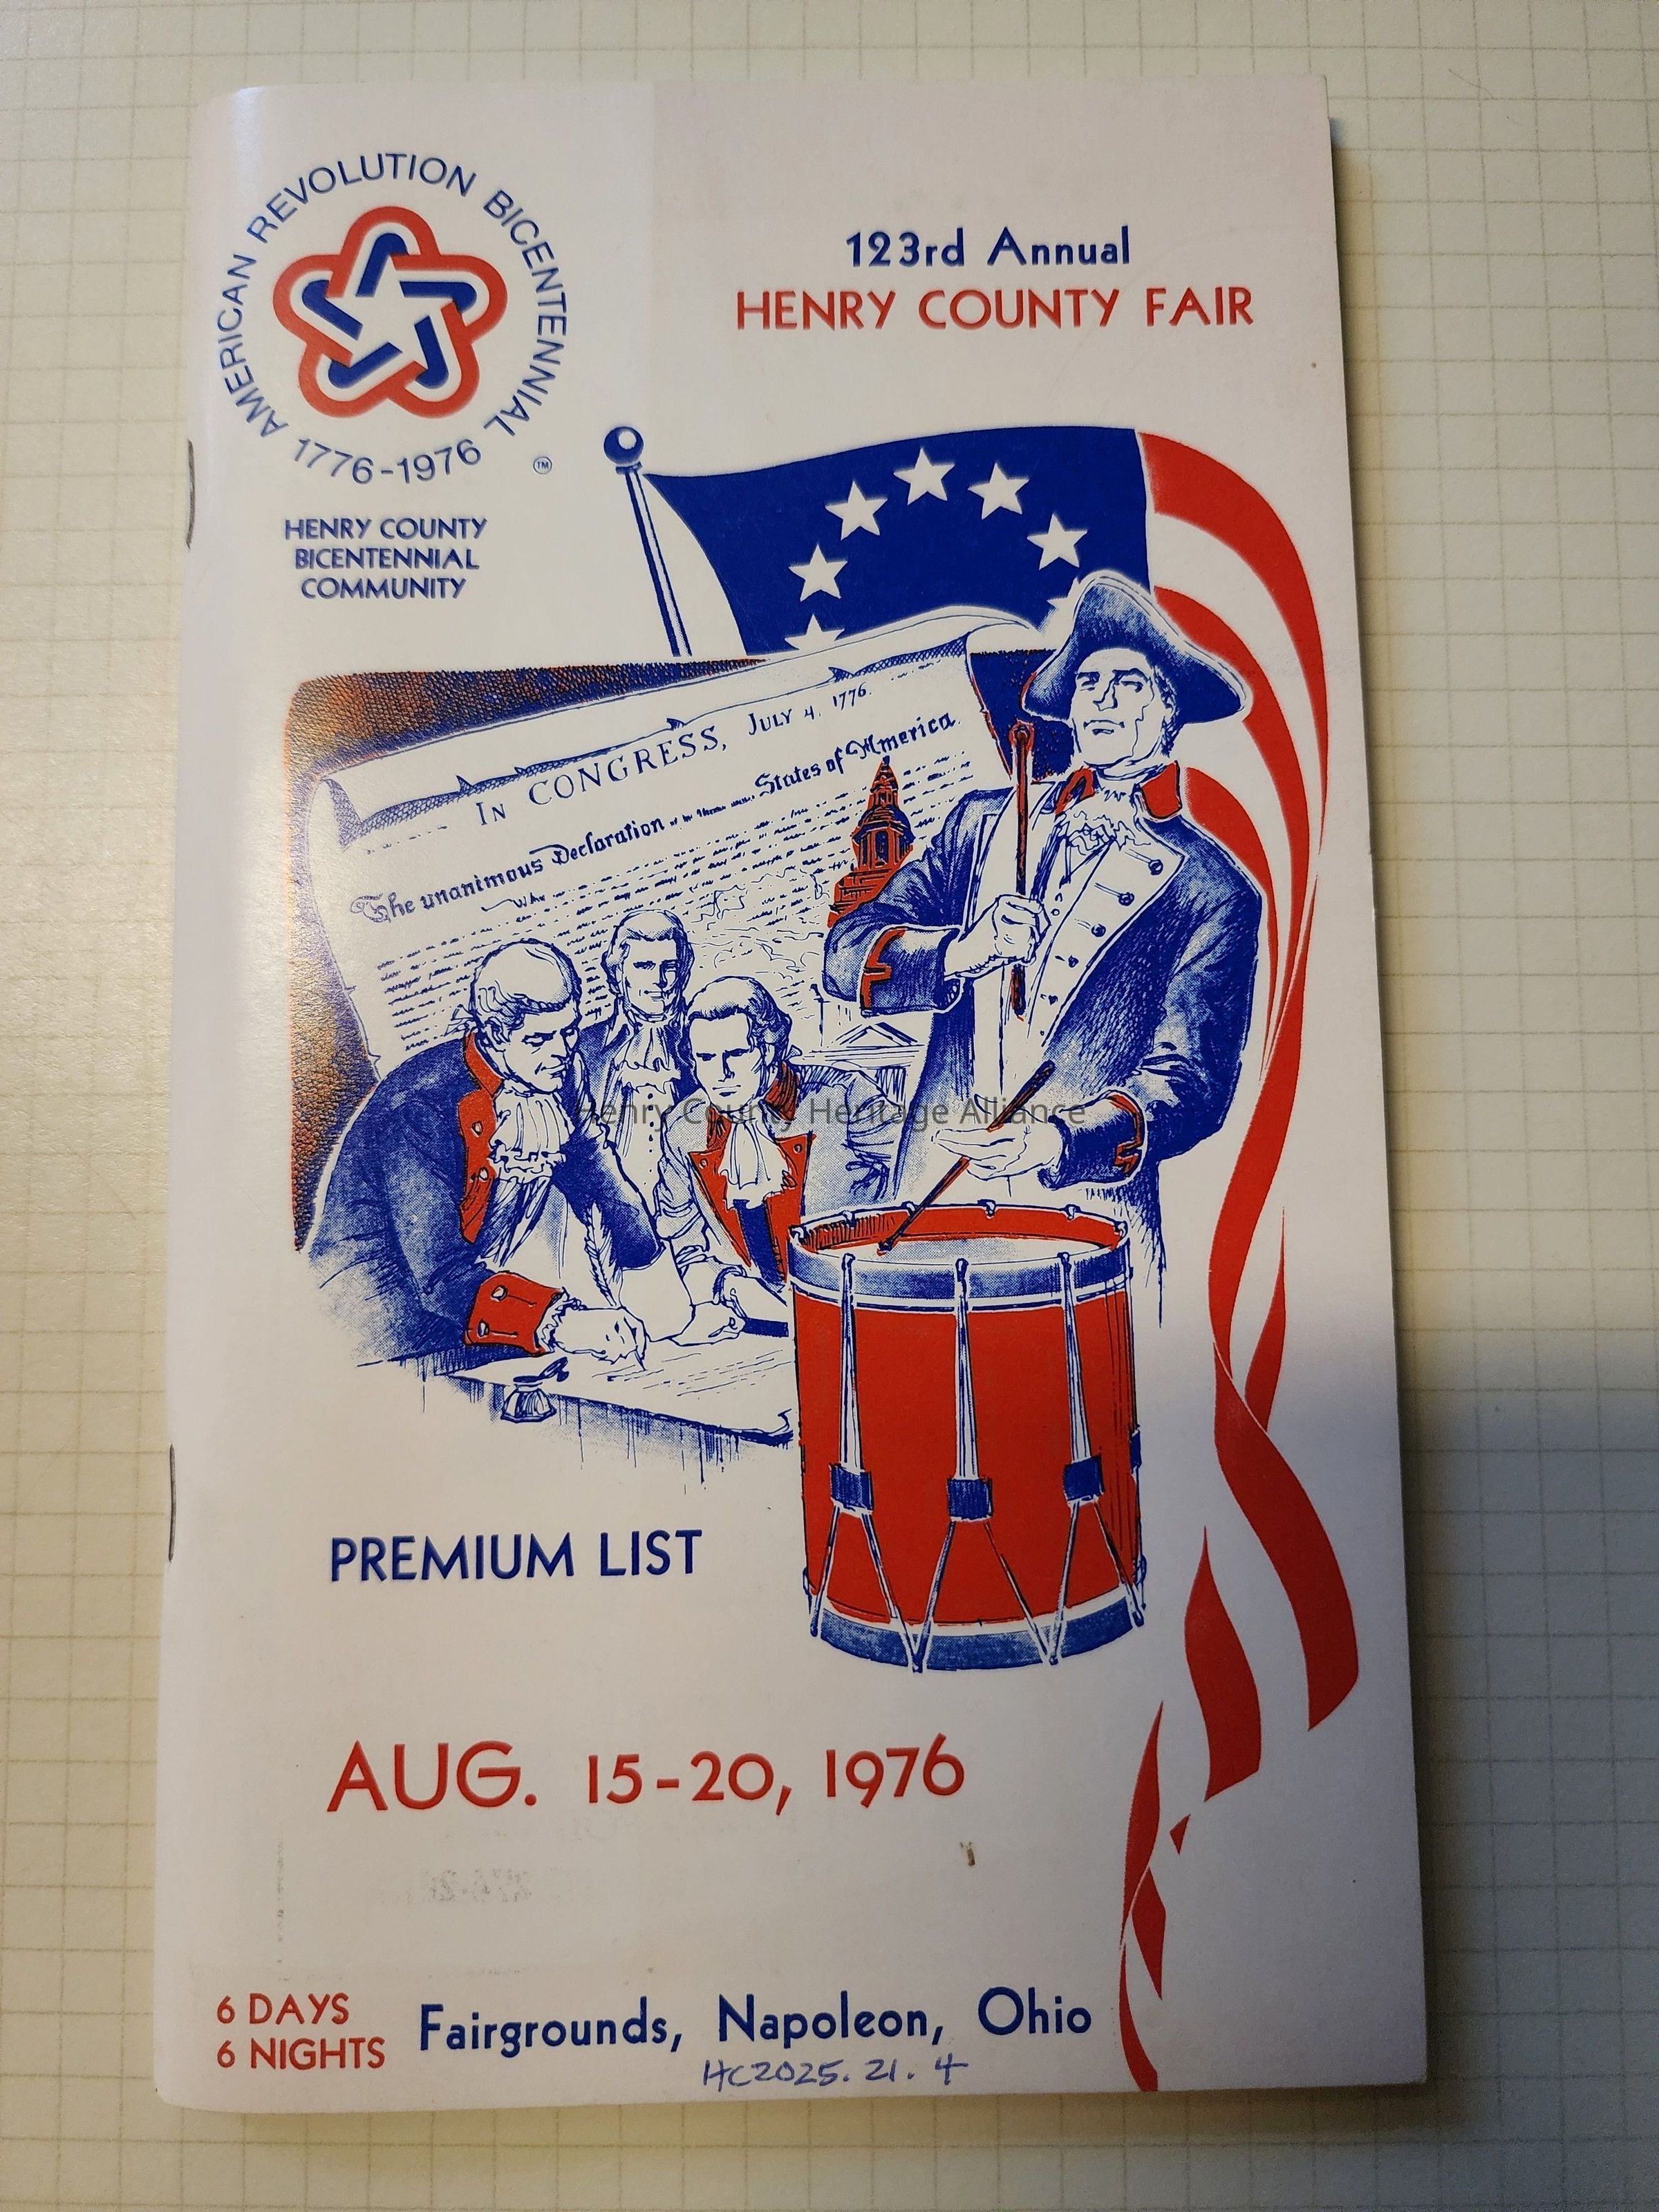 AMERICAN REVOLUTION BICENTENNIAL
1776-1976
TM
HENRY COUNTY
BICENTENNIAL
COMMUNITY
123rd Annual
HENRY COUNTY FAIR
IN CONGRESS, JULY 4, 1776.
The unanimous Declaration States of America.
Henry County Heritage Alliance
PREMIUM LIST
AUG. 15-20, 1976
6 DAYS
6 NIGHTS
Fairgrounds, Napoleon, Ohio
HC2025.21.4